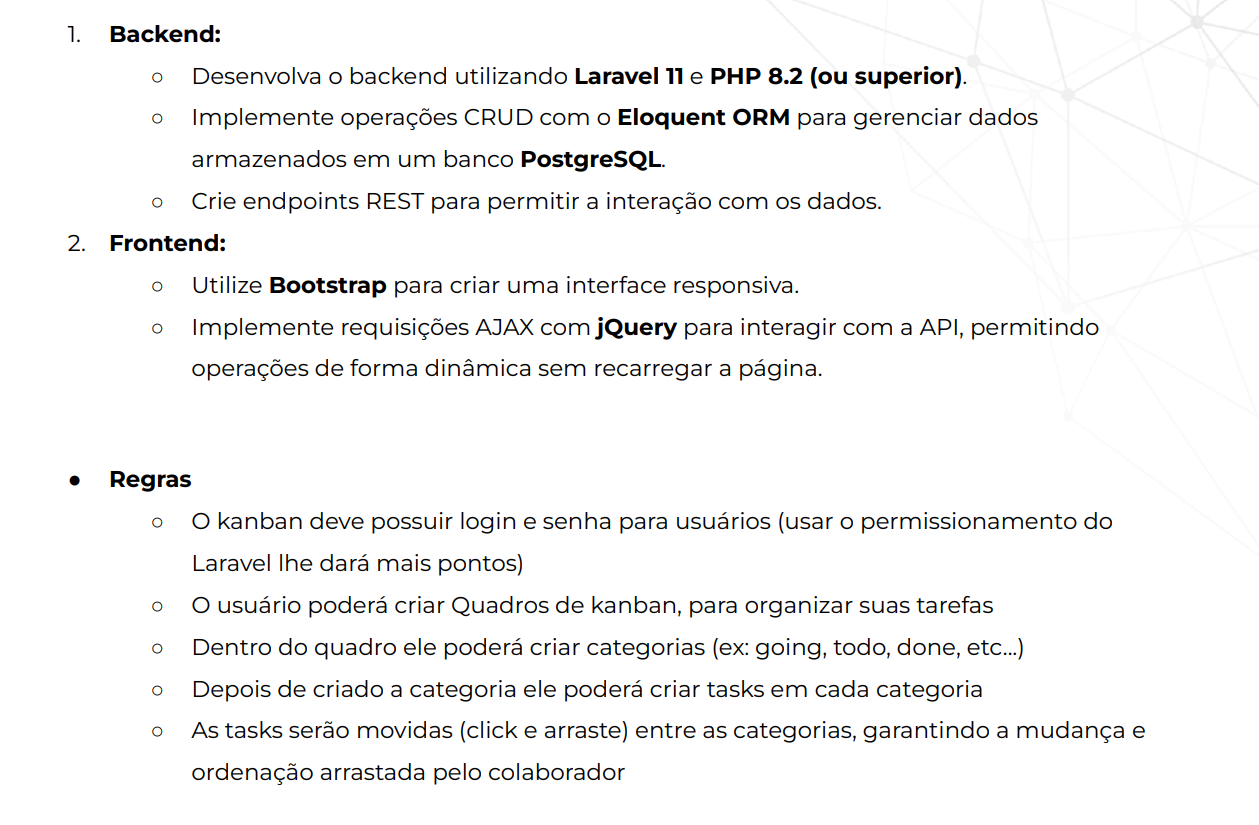 1. Backend:
○ Desenvolva o backend utilizando Laravel 11 e PHP 8.2 (ou superior).
○ Implemente operações CRUD com o Eloquent ORM para gerenciar dados
armazenados em um banco PostgreSQL.
○ Crie endpoints REST para permitir a interação com os dados.
2. Frontend:
○ Utilize Bootstrap para criar uma interface responsiva.
○ Implemente requisições AJAX com jQuery para interagir com a API, permitindo
operações de forma dinâmica sem recarregar a página.
● Regras
○ O kanban deve possuir login e senha para usuários (usar o permissionamento do
Laravel lhe dará mais pontos)
○ O usuário poderá criar Quadros de kanban, para organizar suas tarefas
○ Dentro do quadro ele poderá criar categorias (ex: going, todo, done, etc...)
○ Depois de criado a categoria ele poderá criar tasks em cada categoria
○ As tasks serão movidas (click e arraste) entre as categorias, garantindo a mudança e
ordenação arrastada pelo colaborador